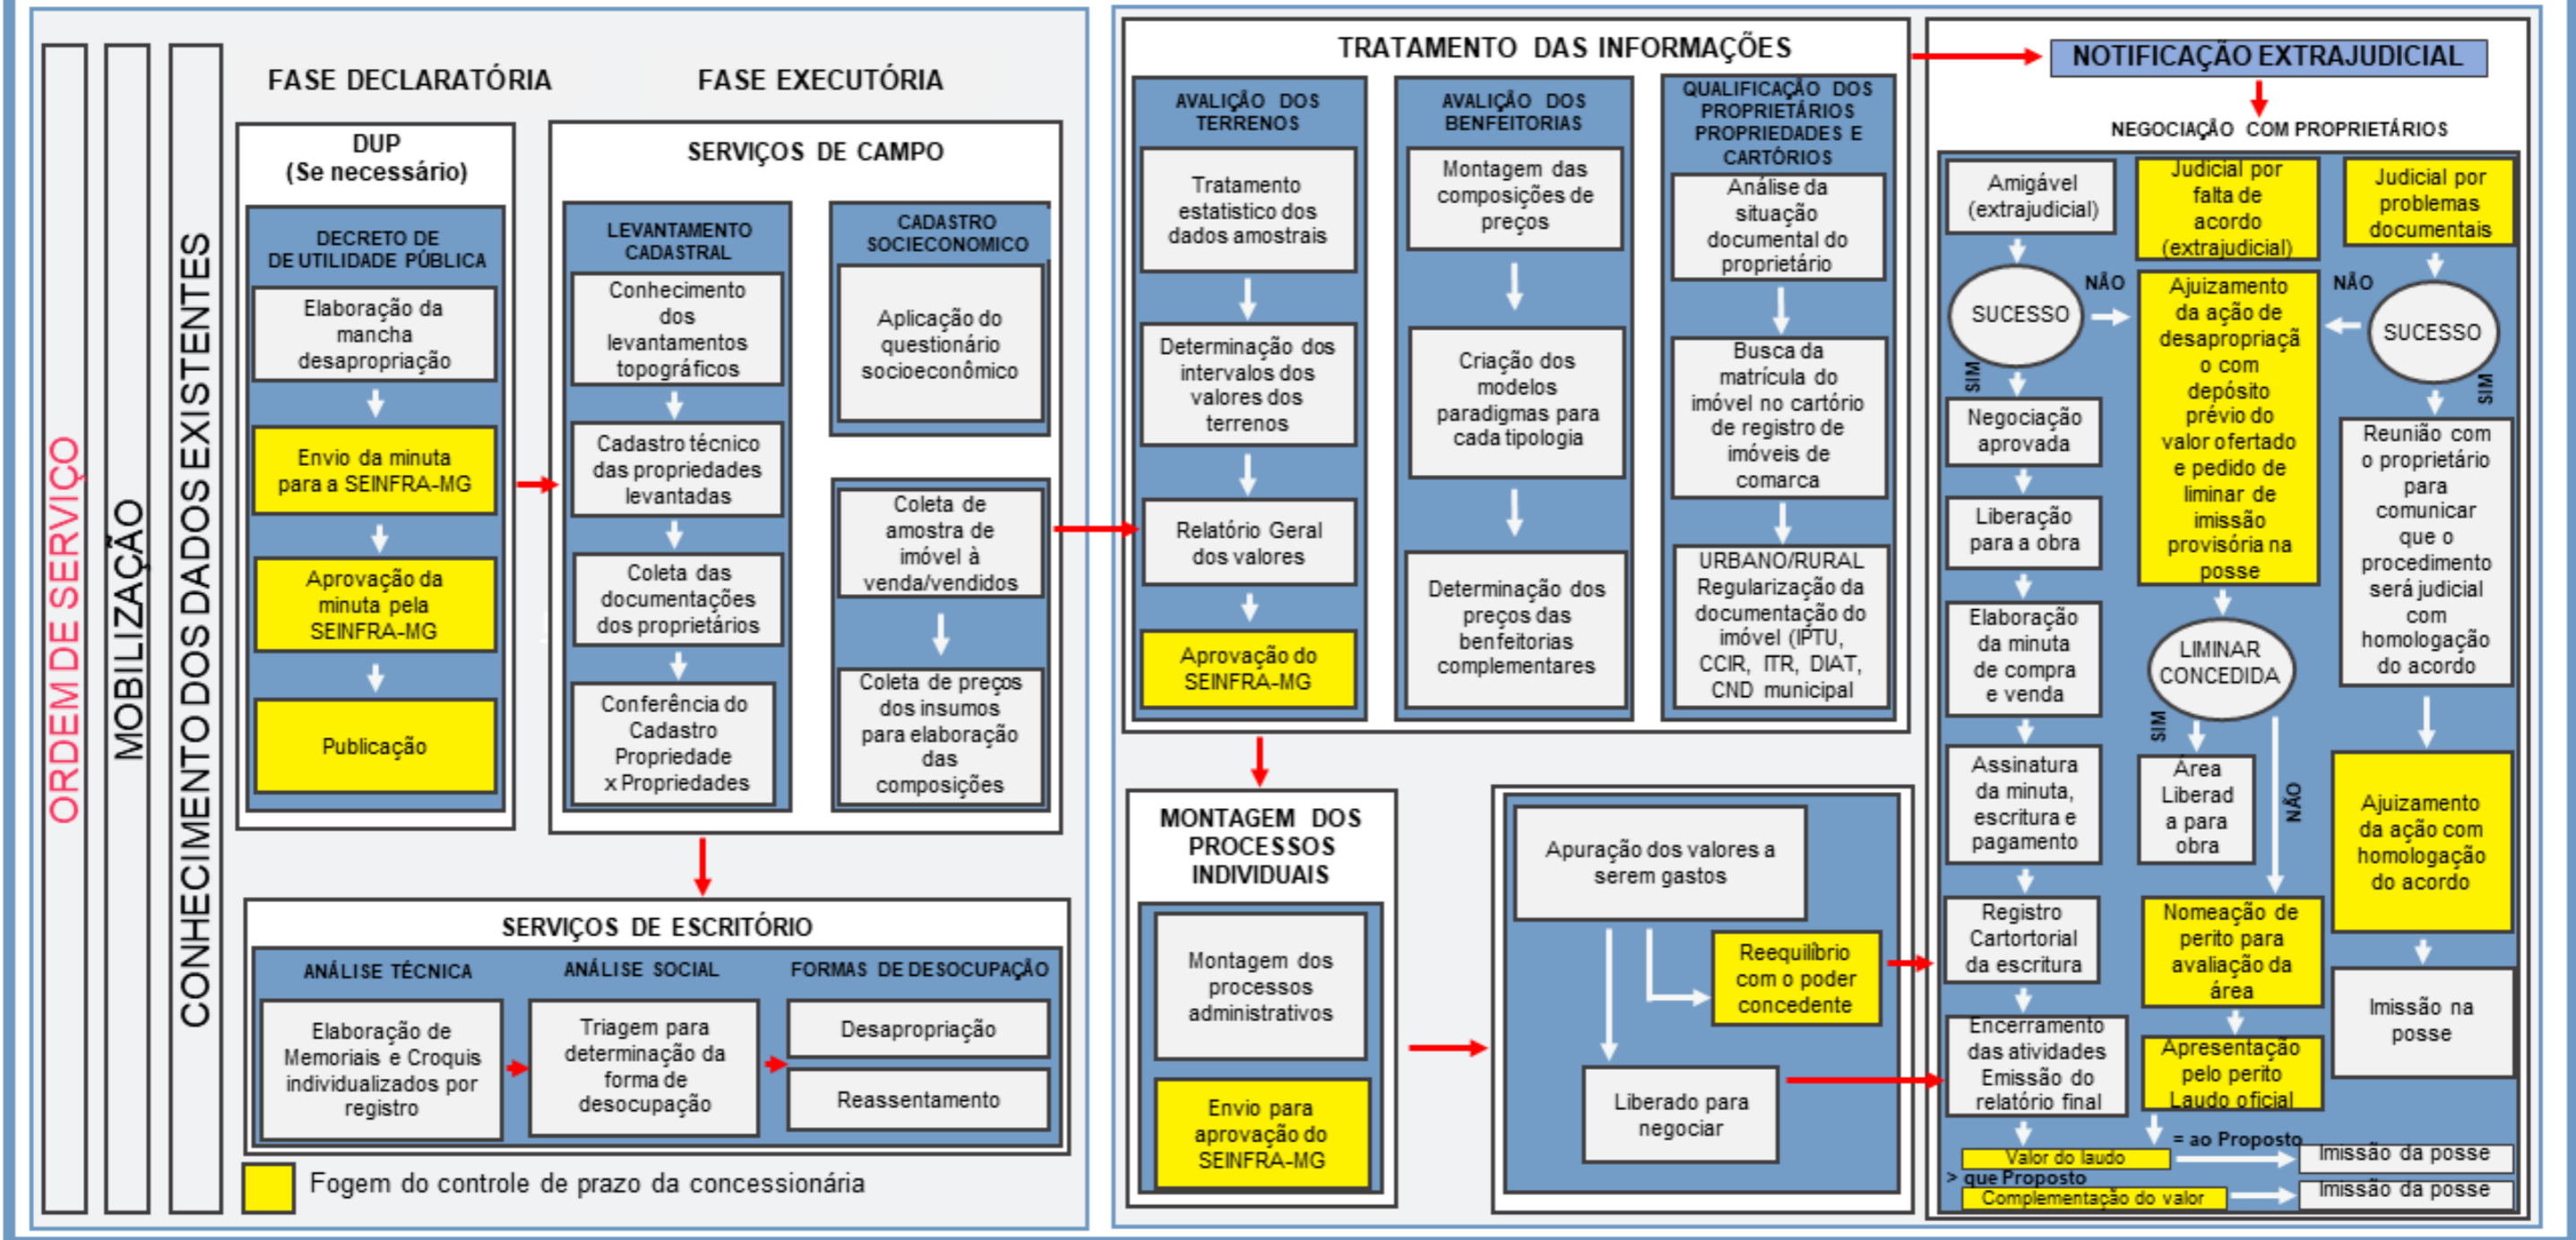 ORDEM DE SERVIÇO
MOBILIZAÇÃO
CONHECIMENTO DOS DADOS EXISTENTES
FASE DECLARATÓRIA
DUP
(Se necessário)
DECRETO DE
DE UTILIDADE PÚBLICA
Elaboração da
mancha
desapropriação
Envio da minuta
para a SEINFRA-MG
Aprovação da
minuta pela
SEINFRA-MG
Publicação
FASE EXECUTÓRIA
SERVIÇOS DE CAMPO
LEVANTAMENTO
CADASTRAL
Conhecimento
dos
levantamentos
topográficos
Cadastro técnico
das propriedades
levantadas
Coleta das
documentações
dos proprietários
Conferência do
Cadastro
Propriedade
x Propriedades
CADASTRO
SOCIECONOMICO
Aplicação do
questionário
socioeconômico
Coleta de
amostra de
imóvel à
venda/vendidos
Coleta de preços
dos insumos
para elaboração
das
composições
SERVIÇOS DE ESCRITÓRIO
ANÁLISE TÉCNICA
Elaboração de
Memoriais e Croquis
individualizados por
registro
ANÁLISE SOCIAL
Triagem para
determinação da
forma de
desocupação
FORMAS DE DESOCUPAÇÃO
Desapropriação
Reassentamento
Fogem do controle de prazo da concessionária
TRATAMENTO DAS INFORMAÇÕES
AVALIÇÃO DOS
TERRENOS
Tratamento
estatistico dos
dados amostrais
Determinação dos
intervalos dos
valores dos
terrenos
Relatório Geral
dos valores
Aprovação do
SEINFRA-MG
AVALIÇÃO DOS
BENFEITORIAS
Montagem das
composições de
preços
Criação dos
modelos
paradigmas para
cada tipologia
Determinação dos
preços das
benfeitorias
complementares
QUALIFICAÇÃO DOS
PROPRIETÁRIOS
PROPRIEDADES E
CARTÓRIOS
Análise da
situação
documental do
proprietário
Busca da
matrícula do
imóvel no cartório
de registro de
imóveis de
comarca
URBANO/RURAL
Regularização da
documentação do
imóvel (IPTU,
CCIR, ITR, DIAT,
CND municipal
MONTAGEM DOS
PROCESSOS
INDIVIDUAIS
Montagem dos
processos
administrativos
Envio para
aprovação do
SEINFRA-MG
Apuração dos valores a
serem gastos
Reequilíbrio
com o poder
concedente
Liberado para
negociar
NOTIFICAÇÃO EXTRAJUDICIAL
NEGOCIAÇÃO COM PROPRIETÁRIOS
Amigável
(extrajudicial)
SUCESSO
NÃO
SIM
Negociação
aprovada
Liberação
para a obra
Elaboração
da minuta
de compra
e venda
Assinatura
da minuta,
escritura e
pagamento
Registro
Cartortorial
da escritura
Encerramento
das atividades
Emissão do
relatório final
Judicial por
falta de
acordo
(extrajudicial)
Ajuizamento
da ação de
desapropriaçã
o com
depósito
prévio do
valor ofertado
e pedido de
liminar de
imissão
provisória na
posse
LIMINAR
CONCEDIDA
SIM
NÃO
Área
Liberad
a para
obra
Nomeação de
perito para
avaliação da
área
Apresentação
pelo perito
Laudo oficial
Judicial por
problemas
documentais
NÃO
SUCESSO
SIM
Reunião com
o proprietário
para
comunicar
que o
procedimento
será judicial
com
homologação
do acordo
Ajuizamento
da ação com
homologação
do acordo
Imissão na
posse
= ao Proposto
Valor do laudo
Imissão da posse
> que Proposto
Complementação do valor
Imissão da posse